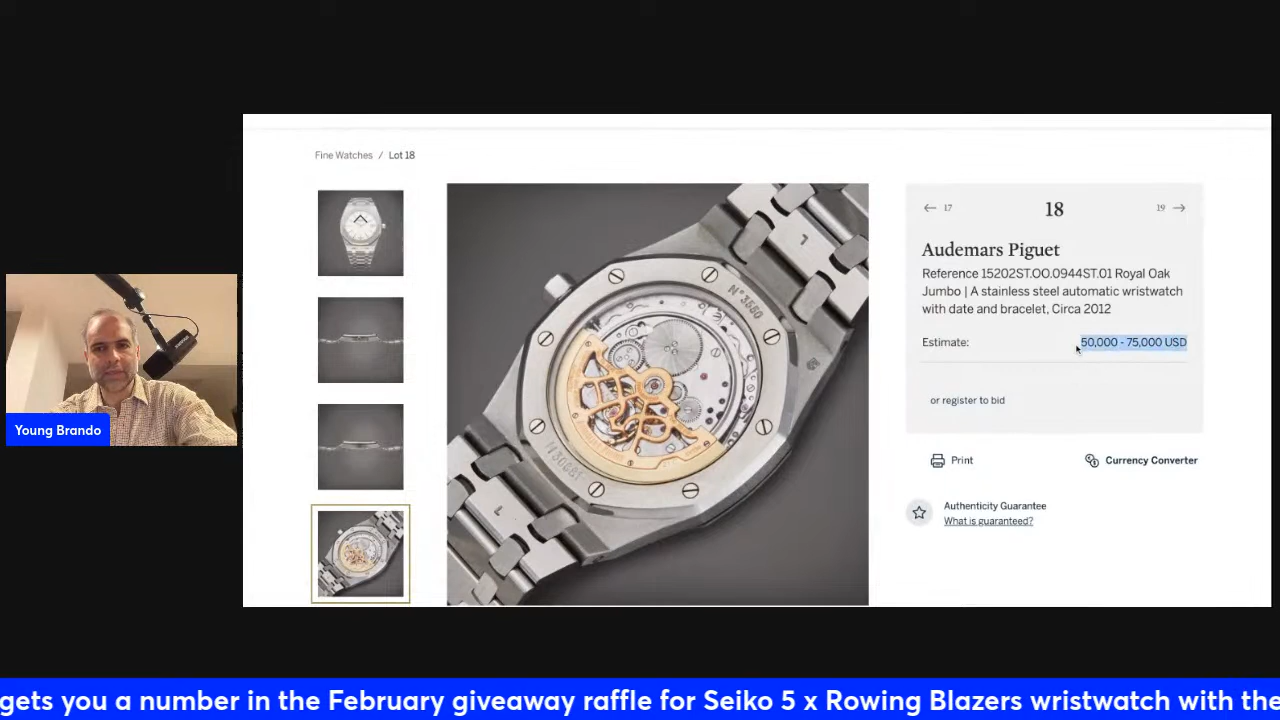 Fine Watches / Lot 18
17
18
19
Audemars Piguet
Reference 15202ST.OO.0944ST.01 Royal Oak
Jumbo | A stainless steel automatic wristwatch
with date and bracelet, Circa 2012
Estimate:
50,000 - 75,000 USD
or register to bid
Print
Currency Converter
Authenticity Guarantee
What is guaranteed?
Young Brando
gets you a number in the February giveaway raffle for Seiko 5 x Rowing Blazers wristwatch with the